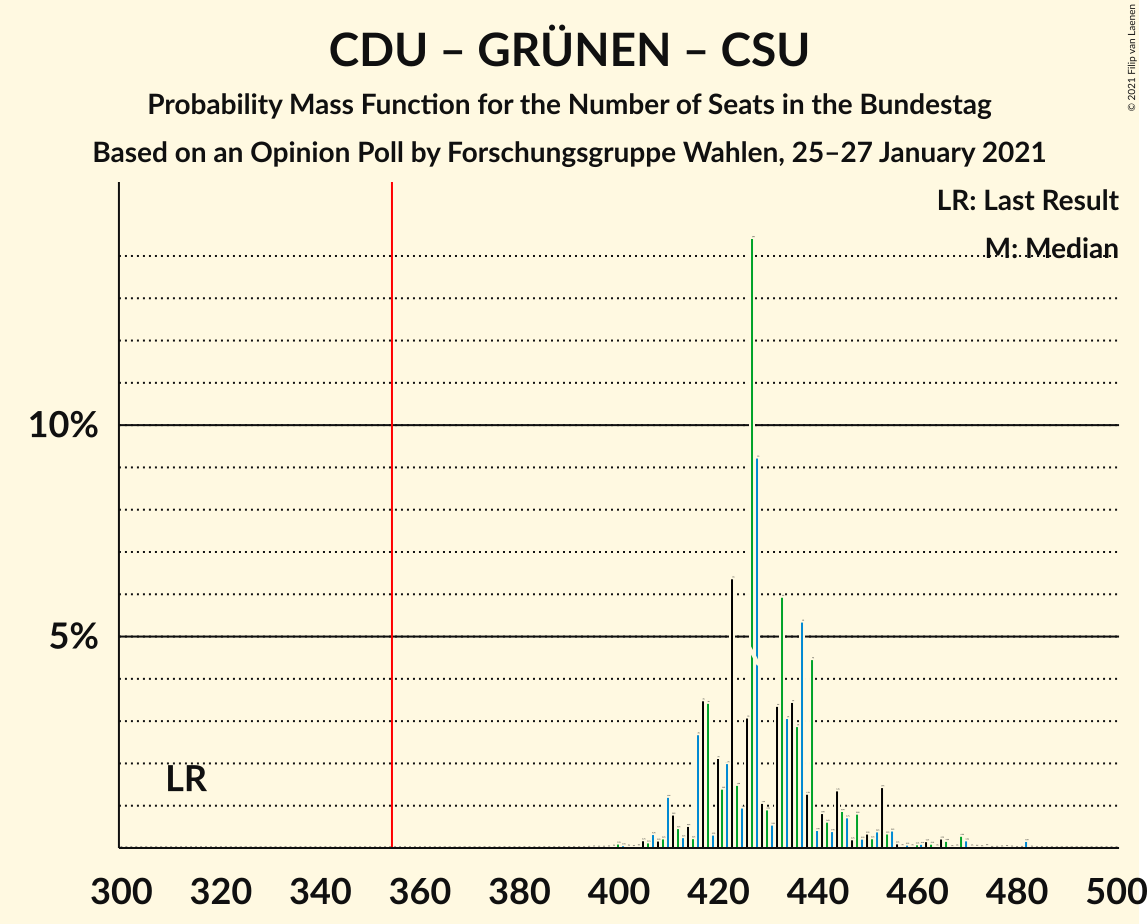 CDU – GRÜNEN – CSU
Probability Mass Function for the Number of Seats in the Bundestag
Based on an Opinion Poll by Forschungsgruppe Wahlen, 25–27 January 2021
© 2021 Filip van Laenen
LR: Last Result
M: Median
10%
5%
LR
300 320 340 360 380 400 420 440 460 480 500